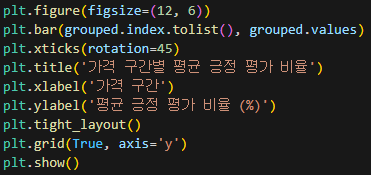 plt.figure(figsize=(12, 6))
plt.bar(grouped.index.tolist(), grouped.values)
plt.xticks(rotation=45)
plt.title('가격 구간별 평균 긍정 평가 비율')
plt.xlabel('가격 구간')
plt.ylabel('평균 긍정 평가 비율 (%)')
plt.tight_layout()
plt.grid(True, axis='y')
plt.show()